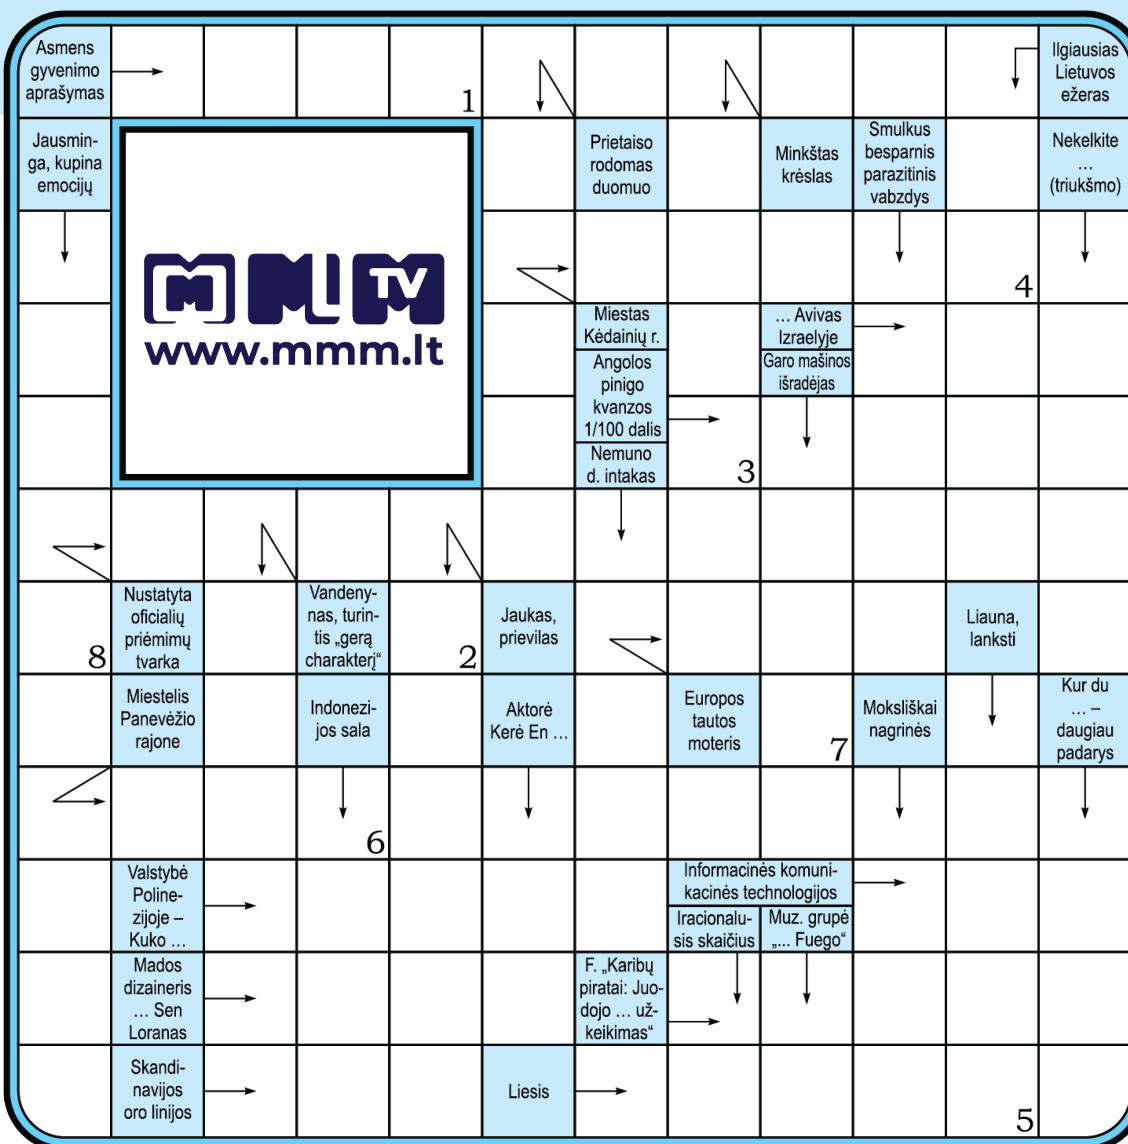 Asmens
gyvenimo
aprašymas
1
Ilgiausias
Lietuvos
ežeras
Jausmin-
ga, kupina
emocijų
Prietaiso
rodomas
duomuo
Minkštas
krėslas
Smulkus
besparnis
parazitinis
vabzdys
Nekelkite
...
(triukšmo)
MMM TV
www.mmm.lt
4
Miestas
Kėdainių r.
... Avivas
Izraelyje
Garo mašinos
išradėjas
Angolos
pinigo
kvanzos
1/100 dalis
3
Nemuno
d. intakas
8
Nustatyta
oficialių
priėmimų
tvarka
Vandeny-
nas, turin-
tis „gerą
charakterį“
2
Jaukas,
prievilas
Liauna,
lanksti
Miestelis
Panevėžio
rajone
Indonezi-
jos sala
Aktorė
Kerė En ...
Europos
tautos
moteris
7
Moksliškai
nagrinės
Kur du
... –
daugiau
padarys
6
Valstybė
Poline-
zijoje –
Kuko ...
Informacinės komuni-
kacinės technologijos
Iracionalu-
sis skaičius
Muz. grupė
„... Fuego“
Mados
dizaineris
... Sen
Loranas
F. „Karibų
piratai: Juo-
dojo ... už-
keikimas“
Skandi-
navijos
oro linijos
Liesis
5